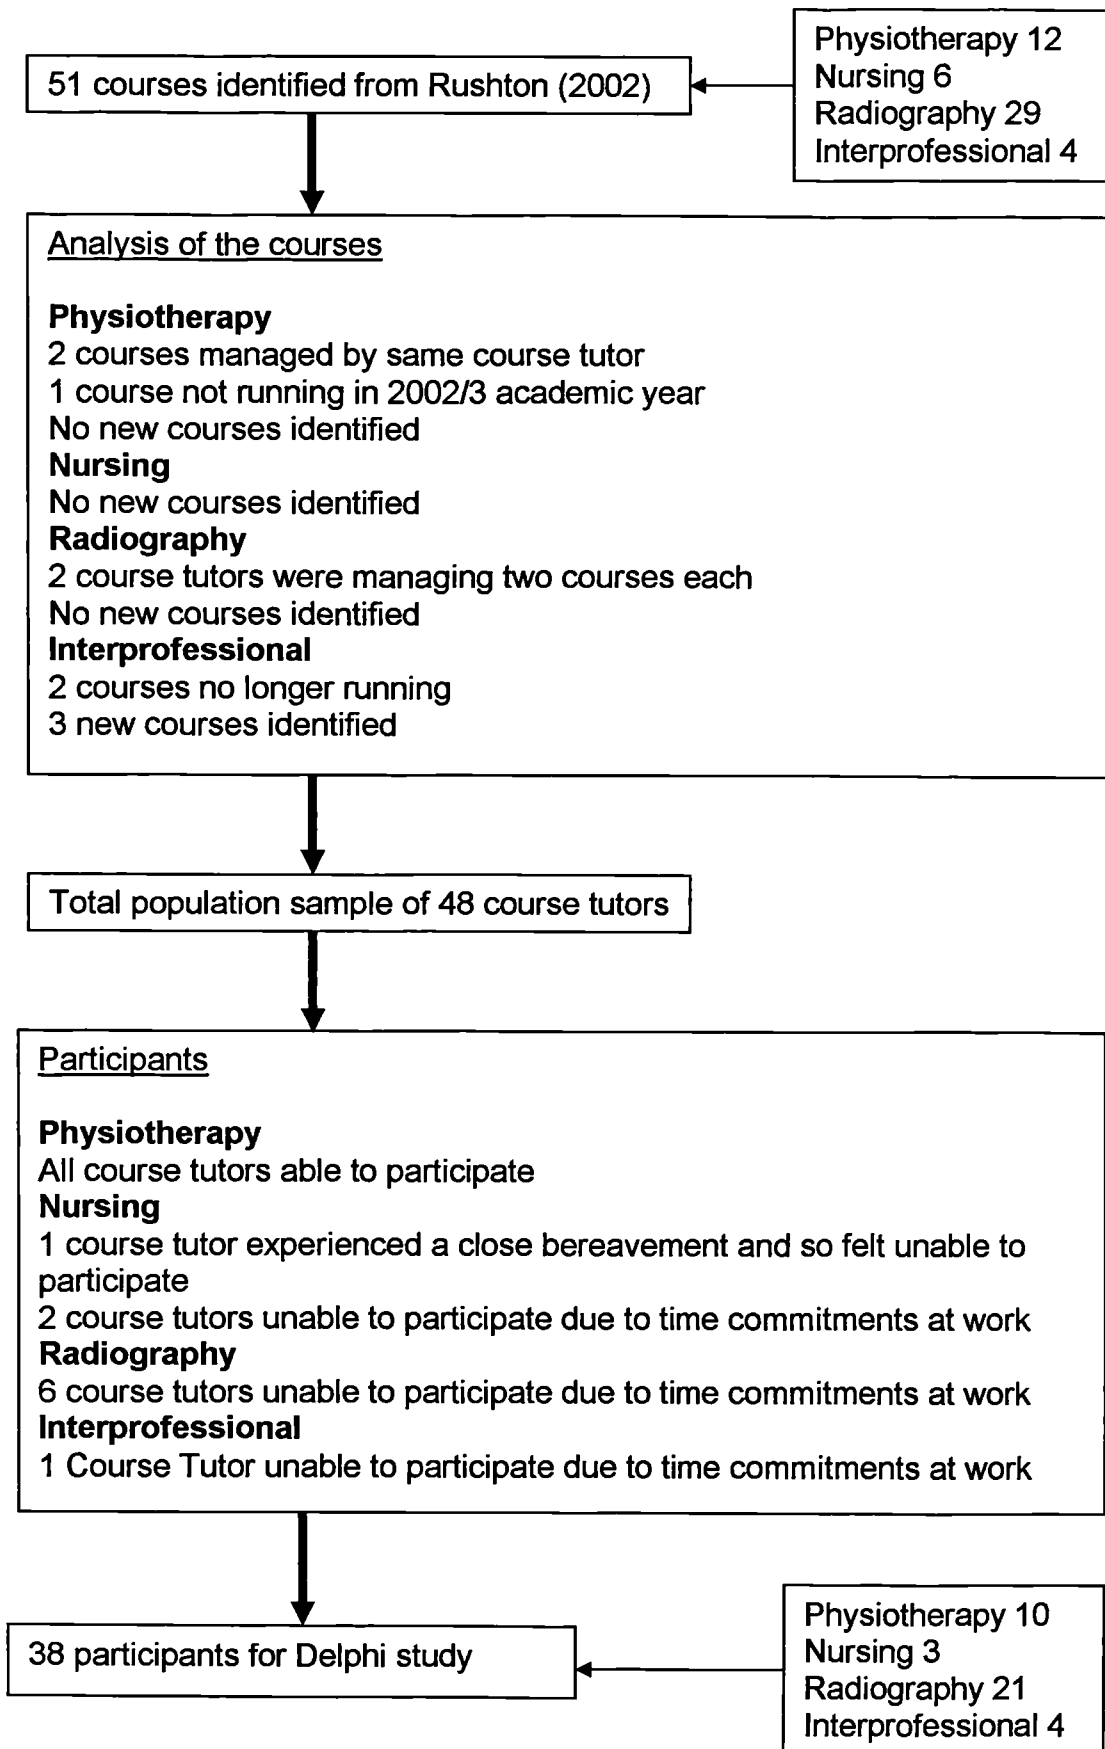 Physiotherapy 12
Nursing 6
Radiography 29
Interprofessional 4
51 courses identified from Rushton (2002)
Analysis of the courses
Physiotherapy
2 courses managed by same course tutor
1 course not running in 2002/3 academic year
No new courses identified
Nursing
No new courses identified
Radiography
2 course tutors were managing two courses each
No new courses identified
Interprofessional
2 courses no longer running
3 new courses identified
Total population sample of 48 course tutors
Participants
Physiotherapy
All course tutors able to participate
Nursing
1 course tutor experienced a close bereavement and so felt unable to
participate
2 course tutors unable to participate due to time commitments at work
Radiography
6 course tutors unable to participate due to time commitments at work
Interprofessional
1 Course Tutor unable to participate due to time commitments at work
38 participants for Delphi study
Physiotherapy 10
Nursing 3
Radiography 21
Interprofessional 4